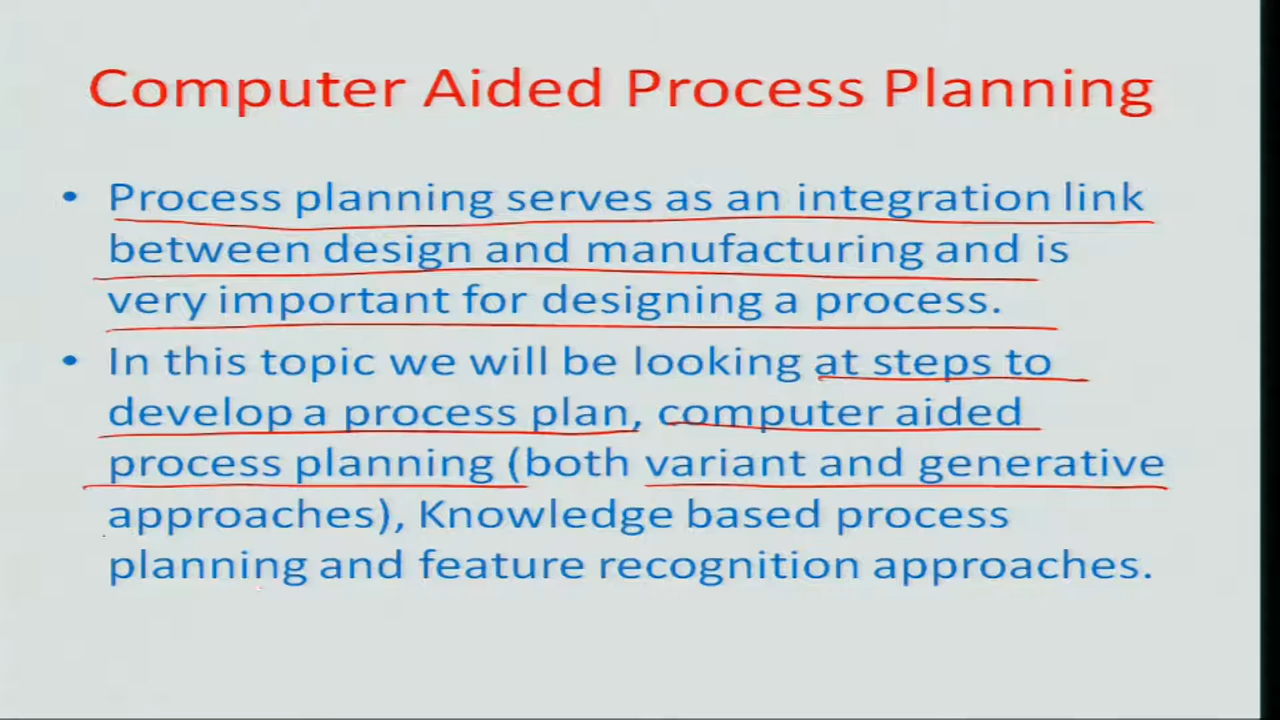 Computer Aided Process Planning
• Process planning serves as an integration link
between design and manufacturing and is
very important for designing a process.
• In this topic we will be looking at steps to
develop a process plan, computer aided
process planning (both variant and generative
approaches), Knowledge based process
planning and feature recognition approaches.